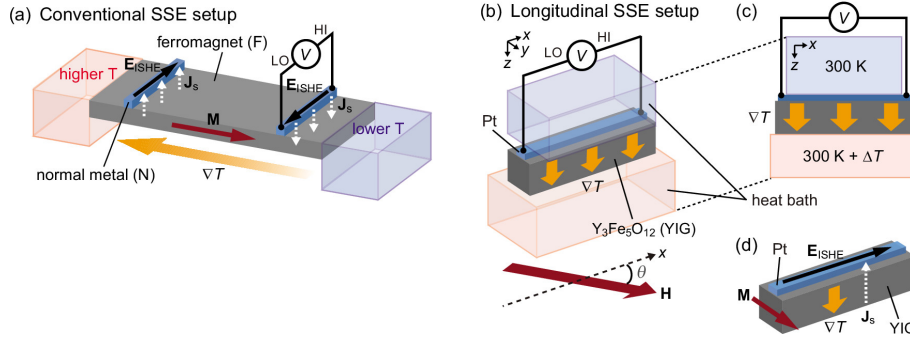 (a) Conventional SSE setup
ferromagnet (F)
higher T
E_ISHE
J_s
LO
V
HI
E_ISHE
J_s
M
lower T
normal metal (N)
∇T
(b) Longitudinal SSE setup
x
y
z
LO
V
HI
Pt
∇T
heat bath
Y3Fe5O12 (YIG)
x
θ
H
(c)
V
x
z
300 K
∇T
300 K + ΔT
(d)
Pt
E_ISHE
M
∇T
J_s